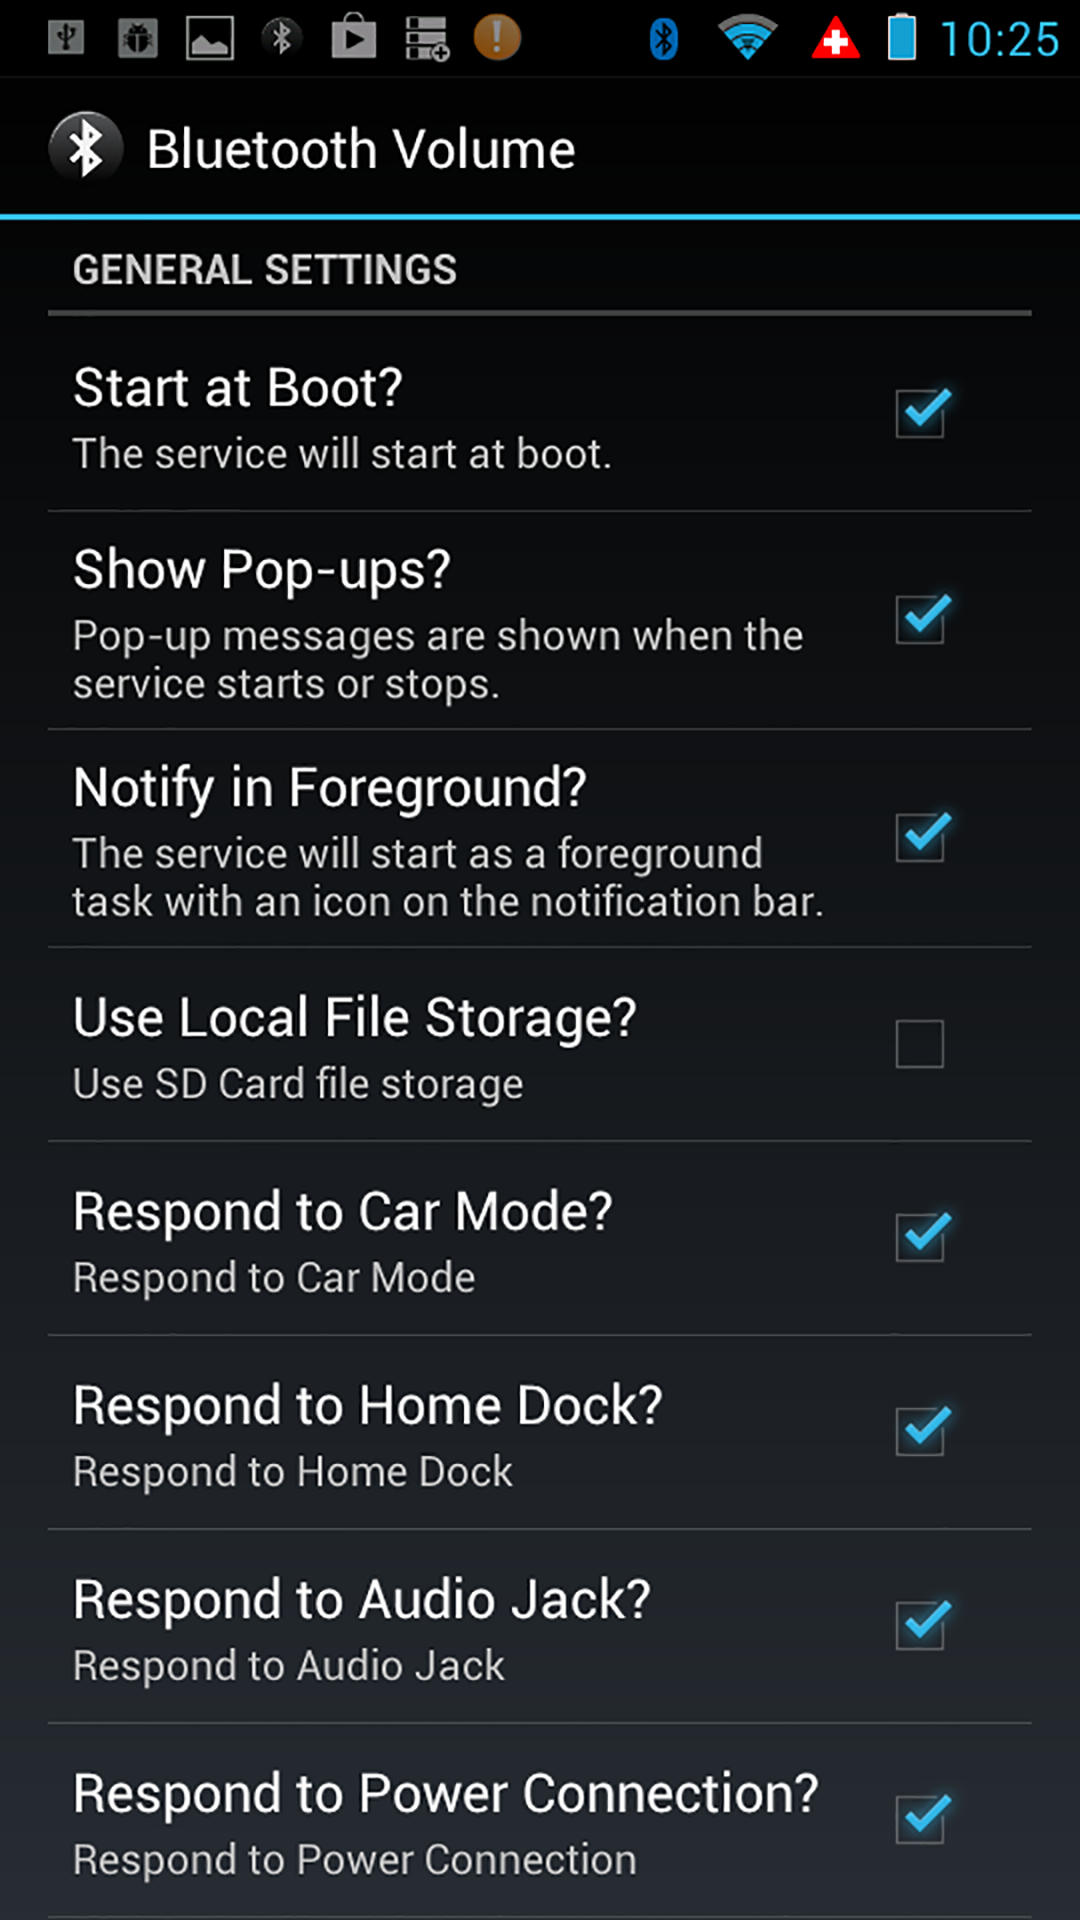 10:25
Bluetooth Volume
GENERAL SETTINGS
Start at Boot?
The service will start at boot.
Show Pop-ups?
Pop-up messages are shown when the
service starts or stops.
Notify in Foreground?
The service will start as a foreground
task with an icon on the notification bar.
Use Local File Storage?
Use SD Card file storage
Respond to Car Mode?
Respond to Car Mode
Respond to Home Dock?
Respond to Home Dock
Respond to Audio Jack?
Respond to Audio Jack
Respond to Power Connection?
Respond to Power Connection